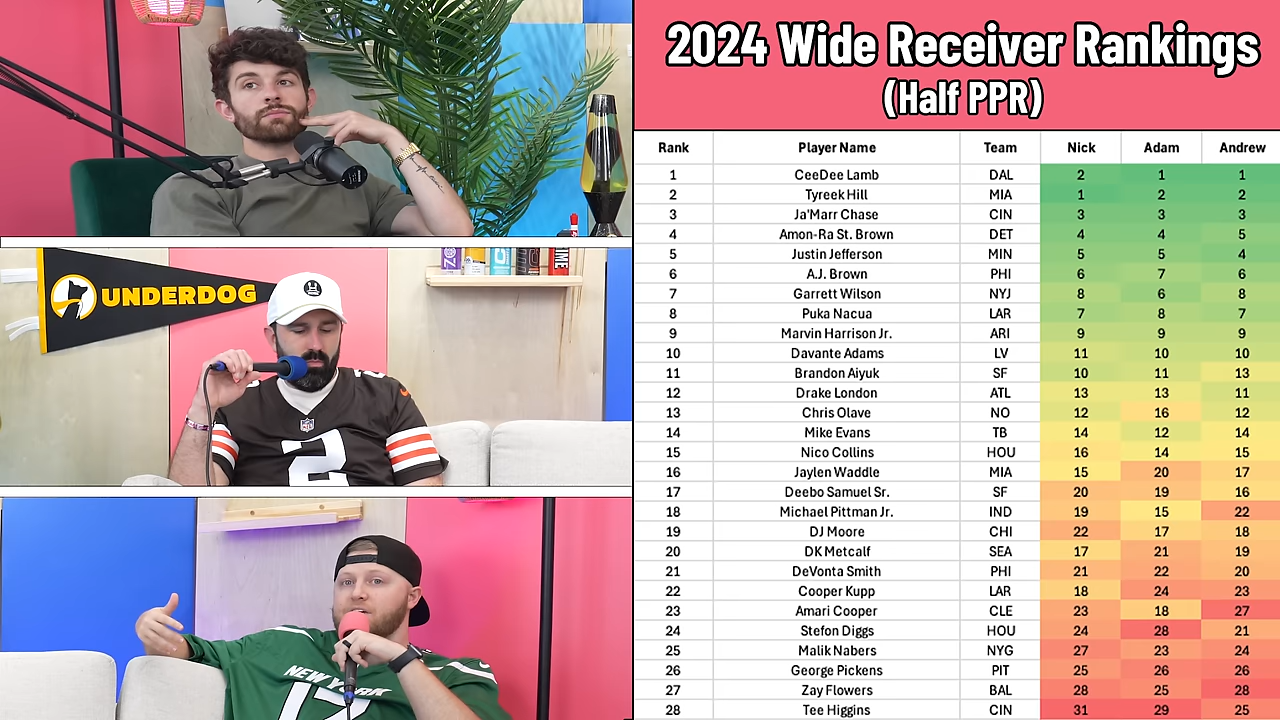 2024 Wide Receiver Rankings
(Half PPR)
Rank Player Name Team Nick Adam Andrew
1 CeeDee Lamb DAL 2 1 1
2 Tyreek Hill MIA 1 2 2
3 Ja'Marr Chase CIN 3 3 3
4 Amon-Ra St. Brown DET 4 4 5
5 Justin Jefferson MIN 5 5 4
6 A.J. Brown PHI 6 7 6
7 Garrett Wilson NYJ 8 6 8
8 Puka Nacua LAR 7 8 7
9 Marvin Harrison Jr. ARI 9 9 9
10 Davante Adams LV 11 10 10
11 Brandon Aiyuk SF 10 11 13
12 Drake London ATL 13 13 11
13 Chris Olave NO 12 16 12
14 Mike Evans TB 14 12 14
15 Nico Collins HOU 16 14 15
16 Jaylen Waddle MIA 15 20 17
17 Deebo Samuel Sr. SF 20 19 16
18 Michael Pittman Jr. IND 19 15 22
19 DJ Moore CHI 22 17 18
20 DK Metcalf SEA 17 21 19
21 DeVonta Smith PHI 21 22 20
22 Cooper Kupp LAR 18 24 23
23 Amari Cooper CLE 23 18 27
24 Stefon Diggs HOU 24 28 21
25 Malik Nabers NYG 27 23 24
26 George Pickens PIT 25 26 26
27 Zay Flowers BAL 28 25 28
28 Tee Higgins CIN 31 29 25
UNDERDOG
2
NEW YORK
17